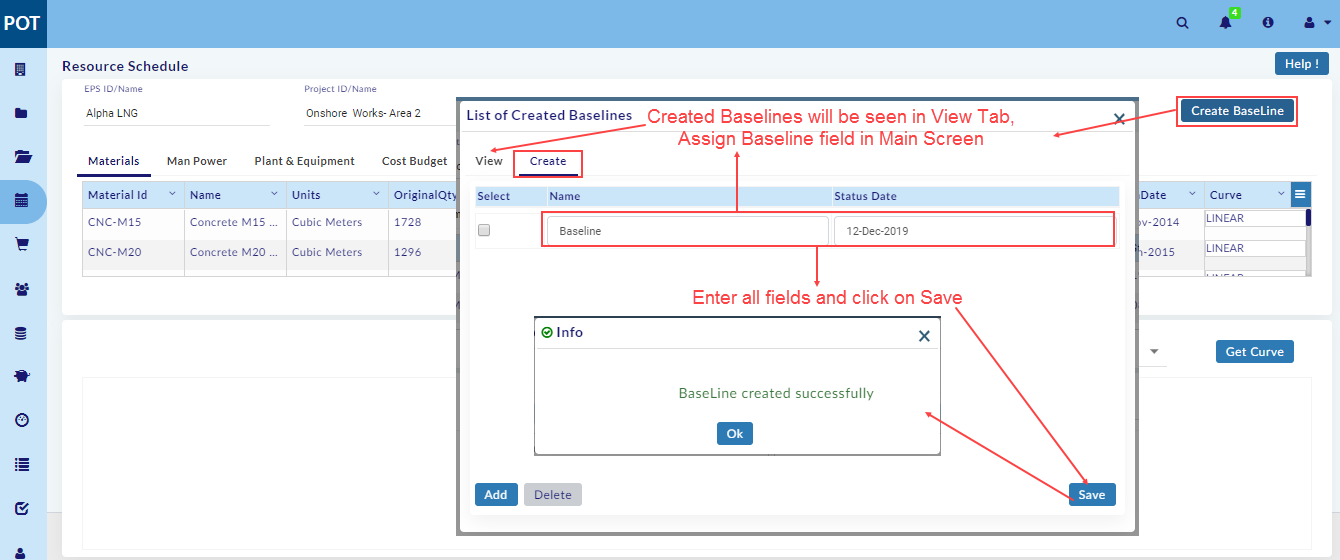 POT
4
Resource Schedule
Help !
EPS ID/Name
Project ID/Name
Alpha LNG
Onshore Works- Area 2
Create BaseLine
List of Created Baselines
Created Baselines will be seen in View Tab,
Assign Baseline field in Main Screen
Materials
Man Power
Plant & Equipment
Cost Budget
View
Create
Material Id
Name
Units
OriginalQty
Date
Curve
CNC-M15
Concrete M15 ...
Cubic Meters
1728
ov-2014
LINEAR
CNC-M20
Concrete M20 ...
Cubic Meters
1296
n-2015
LINEAR
LINEAR
Select
Name
Status Date
Baseline
12-Dec-2019
Enter all fields and click on Save
Info
BaseLine created successfully
Ok
Get Curve
Add
Delete
Save